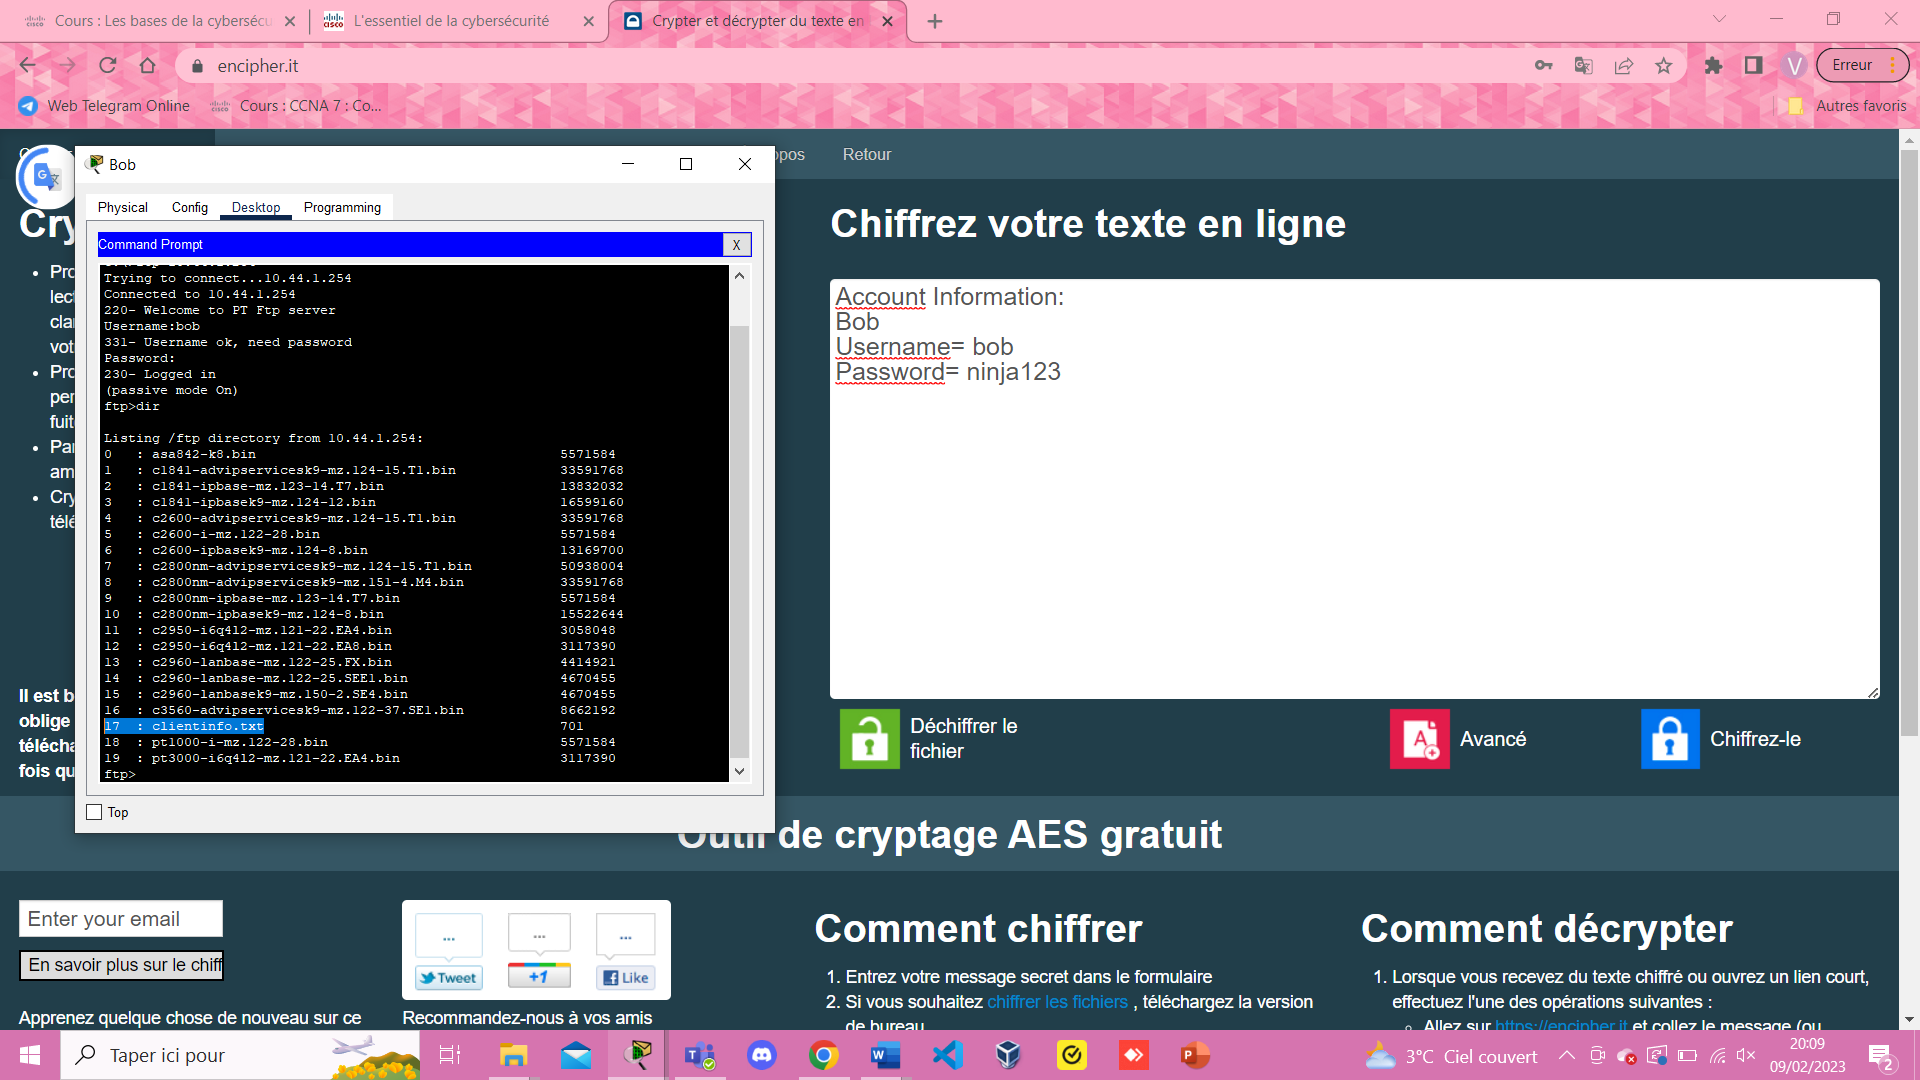 Cours : Les bases de la cybersécu
L'essentiel de la cybersécurité
Crypter et décrypter du texte en
encipher.it
Erreur
V
Web Telegram Online
Cours : CCNA 7 : Co...
Autres favoris
opos
Retour
Bob
Physical
Config
Desktop
Programming
Command Prompt
X
Trying to connect...10.44.1.254
Connected to 10.44.1.254
220- Welcome to PT Ftp server
Username:bob
331- Username ok, need password
Password:
230- Logged in
(passive mode On)
ftp>dir
Listing /ftp directory from 10.44.1.254:
0 : asa842-k8.bin 5571584
1 : c1841-advipservicesk9-mz.124-15.T1.bin 33591768
2 : c1841-ipbase-mz.123-14.T7.bin 13832032
3 : c1841-ipbasek9-mz.124-12.bin 16599160
4 : c2600-advipservicesk9-mz.124-15.T1.bin 33591768
5 : c2600-i-mz.122-28.bin 5571584
6 : c2600-ipbasek9-mz.124-8.bin 13169700
7 : c2800nm-advipservicesk9-mz.124-15.T1.bin 50938004
8 : c2800nm-advipservicesk9-mz.151-4.M4.bin 33591768
9 : c2800nm-ipbase-mz.123-14.T7.bin 5571584
10 : c2800nm-ipbasek9-mz.124-8.bin 15522644
11 : c2950-i6q4l2-mz.121-22.EA4.bin 3058048
12 : c2950-i6q4l2-mz.121-22.EA8.bin 3117390
13 : c2960-lanbase-mz.122-25.FX.bin 4414921
14 : c2960-lanbase-mz.122-25.SEE1.bin 4670455
15 : c2960-lanbasek9-mz.150-2.SE4.bin 4670455
16 : c3560-advipservicesk9-mz.122-37.SE1.bin 8662192
17 : clientinfo.txt 701
18 : pt1000-i-mz.122-28.bin 5571584
19 : pt3000-i6q4l2-mz.121-22.EA4.bin 3117390
ftp>
Top
Cry
Pro
lect
clai
vot
Pro
per
fuit
Par
am
Cry
télé
Il est b
oblige
télécha
fois qu
Chiffrez votre texte en ligne
Account Information:
Bob
Username= bob
Password= ninja123
Déchiffrer le
fichier
Avancé
Chiffrez-le
Outil de cryptage AES gratuit
Enter your email
En savoir plus sur le chiff
Apprenez quelque chose de nouveau sur ce
...
...
...
Tweet
+1
Like
Recommandez-nous à vos amis
Comment chiffrer
1. Entrez votre message secret dans le formulaire
2. Si vous souhaitez chiffrer les fichiers , téléchargez la version
de bureau
Comment décrypter
1. Lorsque vous recevez du texte chiffré ou ouvrez un lien court,
effectuez l'une des opérations suivantes :
Allez sur https://encipher.it et collez le message (ou
Taper ici pour
3°C Ciel couvert
20:09
09/02/2023
2